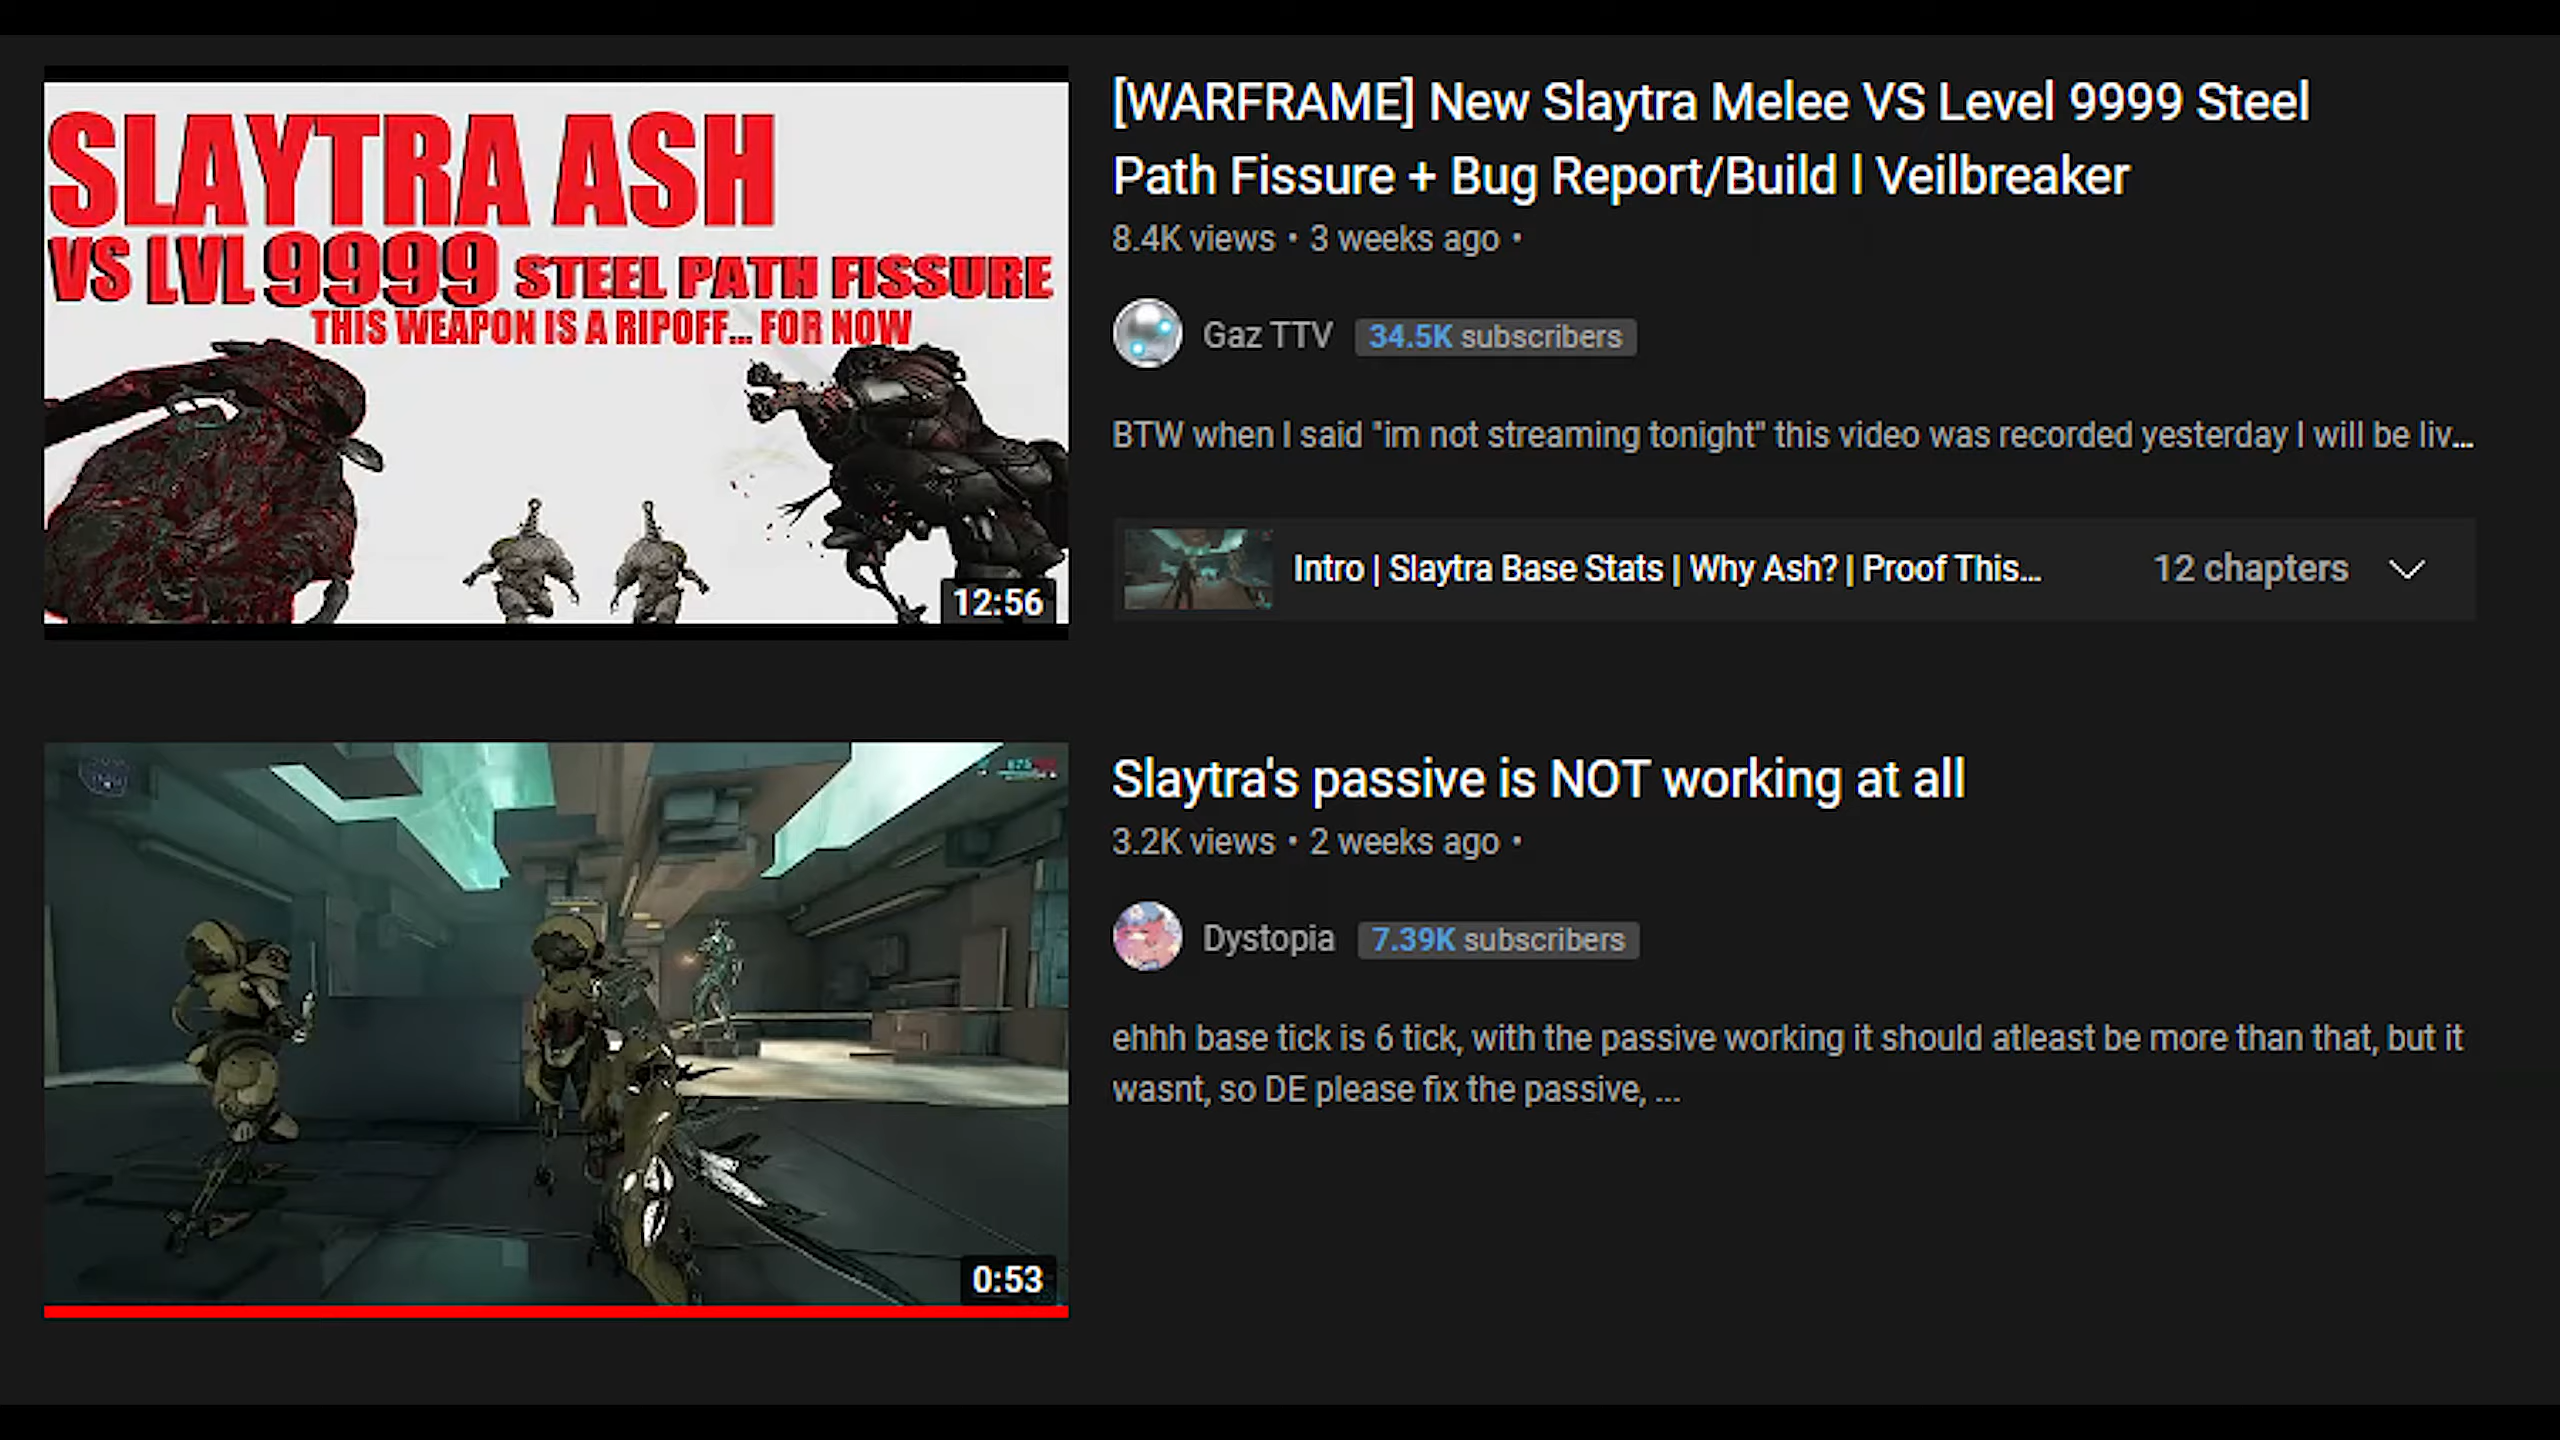 SLAYTRA ASH
VS LVL 9999 STEEL PATH FISSURE
THIS WEAPON IS A RIPOFF... FOR NOW
12:56
[WARFRAME] New Slaytra Melee VS Level 9999 Steel
Path Fissure + Bug Report/Build l Veilbreaker
8.4K views • 3 weeks ago •
Gaz TTV 34.5K subscribers
BTW when I said "im not streaming tonight" this video was recorded yesterday I will be liv...
Intro | Slaytra Base Stats | Why Ash? | Proof This... 12 chapters
0:53
Slaytra's passive is NOT working at all
3.2K views • 2 weeks ago •
Dystopia 7.39K subscribers
ehhh base tick is 6 tick, with the passive working it should atleast be more than that, but it
wasnt, so DE please fix the passive, ...